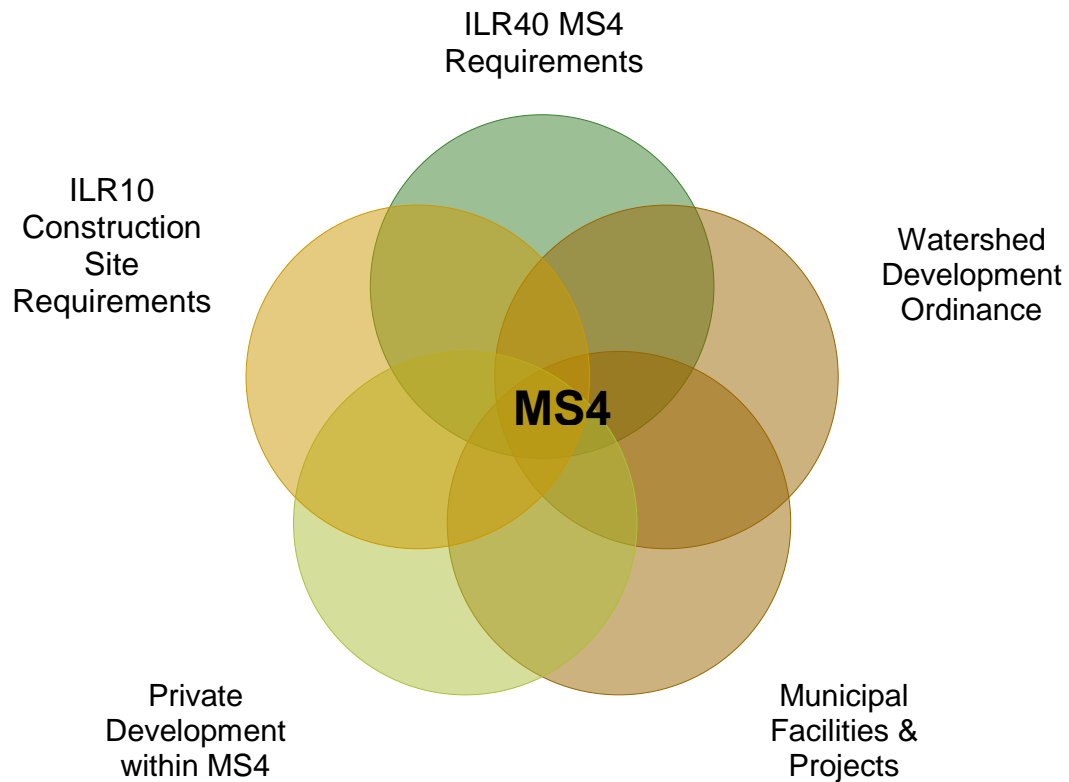 ILR40 MS4
Requirements
ILR10
Construction
Site
Requirements
Watershed
Development
Ordinance
MS4
Private
Development
within MS4
Municipal
Facilities &
Projects